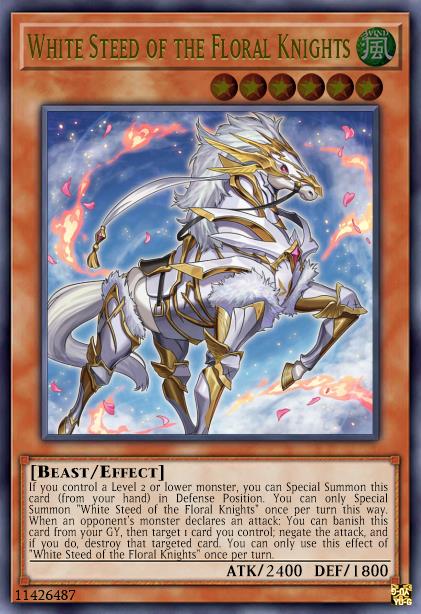 White Steed of the Floral Knights
WIND
風
[Beast/Effect]
If you control a Level 2 or lower monster, you can Special Summon this
card (from your hand) in Defense Position. You can only Special
Summon "White Steed of the Floral Knights" once per turn this way.
When an opponent's monster declares an attack: You can banish this
card from your GY, then target 1 card you control; negate the attack, and
if you do, destroy that targeted card. You can only use this effect of
"White Steed of the Floral Knights" once per turn.
ATK/2400 DEF/1800
11426487